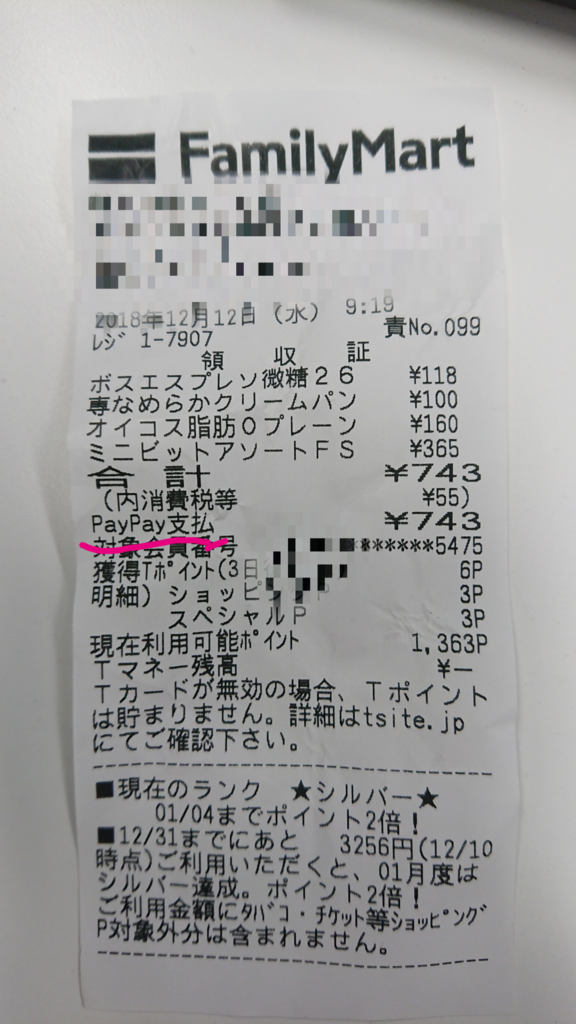 FamilyMart
2018年12月12日(水) 9:19
ﾚｼﾞ 1-7907 責No.099
領 収 証
ボスエスプレソ微糖26 ¥118
専なめらかクリームパン ¥100
オイコス脂肪0プレーン ¥160
ミニビットアソートFS ¥365
合 計 ¥743
(内消費税等 ¥55)
PayPay支払 ¥743
対象会員番号 *******5475
獲得Tﾎﾟｲﾝﾄ(3日 6P
明細) ショッピ 3P
スペシャルP 3P
現在利用可能ﾎﾟｲﾝﾄ 1,363P
Tマネー残高 ¥ー
Tカードが無効の場合、Tポイント
は貯まりません。詳細はtsite.jp
にてご確認下さい。
■現在のランク ★シルバー★
01/04までポイント2倍!
■12/31までにあと 3256円(12/10
時点)ご利用いただくと、01月度は
シルバー達成。ポイント2倍!
ご利用金額にﾀﾊﾞｺ・チケット等ｼｮｯﾋﾟﾝｸﾞ
P対象外分は含まれません。